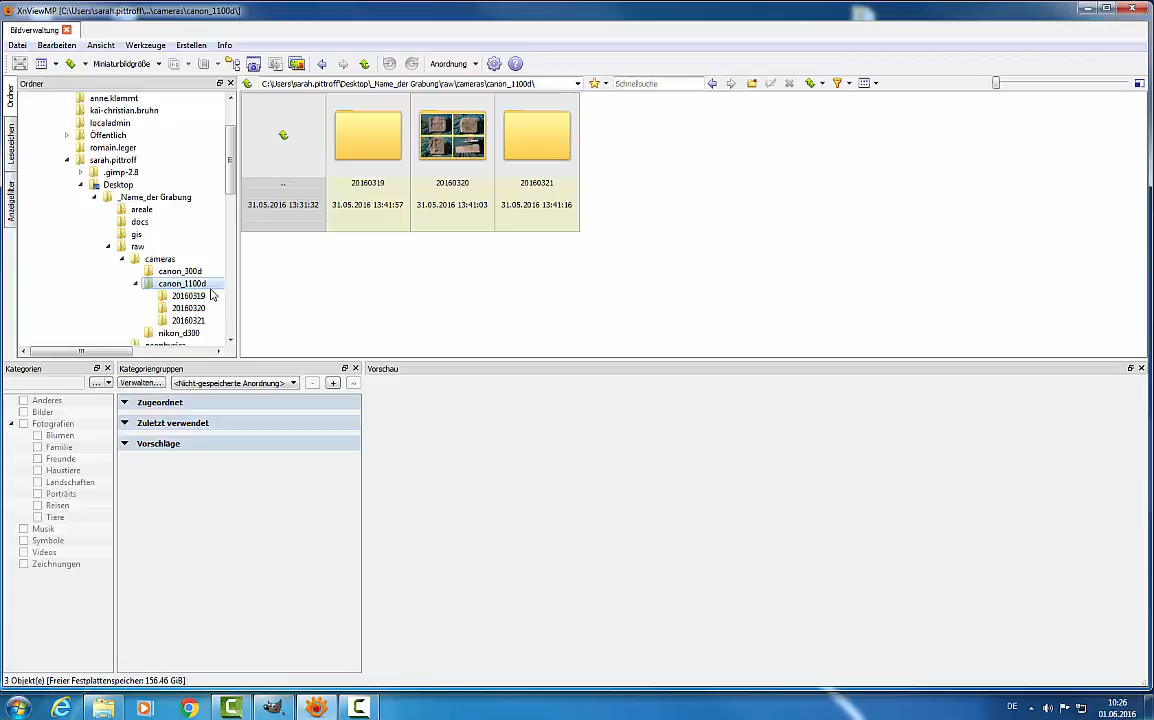 XnViewMP [C:\Users\sarah.pittroff\...\cameras\canon_1100d\]
Bildverwaltung
Datei Bearbeiten Ansicht Werkzeuge Erstellen Info
Miniaturbildgröße Anordnung
Ordner C:\Users\sarah.pittroff\Desktop\_Name_der Grabung\raw\cameras\canon_1100d\ Schnellsuche
Ordner
Lesezeichen
Anzeigefilter
anne.klammt
kai-christian.bruhn
localadmin
Öffentlich
romain.leger
sarah.pittroff
.gimp-2.8
Desktop
_Name_der Grabung
areale
docs
gis
raw
cameras
canon_300d
canon_1100d
20160319
20160320
20160321
nikon_d300
geophysics
.. 20160319 20160320 20160321
31.05.2016 13:31:32 31.05.2016 13:41:57 31.05.2016 13:41:03 31.05.2016 13:41:16
Kategorien Kategoriengruppen Vorschau
... Verwalten... <Nicht-gespeicherte Anordnung> - + ~
Anderes
Bilder
Fotografien
Blumen
Familie
Freunde
Haustiere
Landschaften
Porträts
Reisen
Tiere
Musik
Symbole
Videos
Zeichnungen
Zugeordnet
Zuletzt verwendet
Vorschläge
3 Objekt(e) [Freier Festplattenspeicher: 156.46 GiB]
DE 10:26
01.06.2016